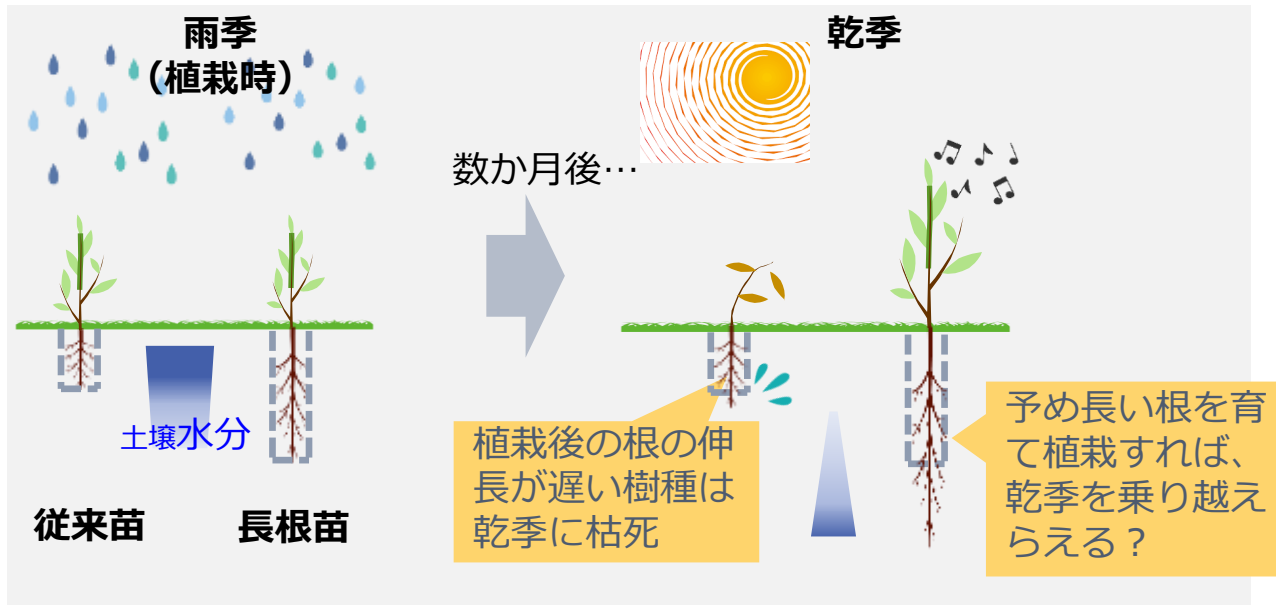 雨季
（植栽時）
乾季
数か月後…
土壌水分
従来苗
長根苗
植栽後の根の伸
長が遅い樹種は
乾季に枯死
予め長い根を育
て植栽すれば、
乾季を乗り越え
らえる？